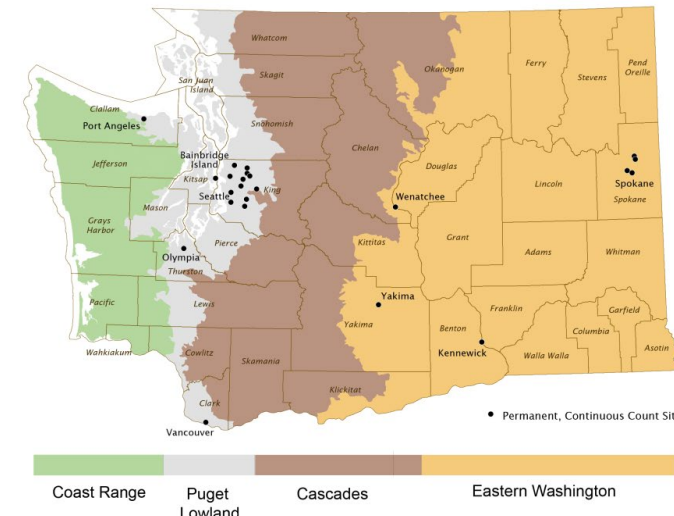 Whatcom
Okanogan
Ferry
Stevens
Pend
Oreille
San Juan
Island
Skagit
Clallam
Port Angeles
Snohomish
Chelan
Jefferson
Bainbridge
Island
Kitsap
Douglas
Seattle
King
Wenatchee
Lincoln
Spokane
Spokane
Mason
Grays
Harbor
Pierce
Kittitas
Grant
Adams
Whitman
Olympia
Thurston
Pacific
Lewis
Yakima
Yakima
Benton
Franklin
Garfield
Columbia
Kennewick
Walla Walla
Asotin
Wahkiakum
Cowlitz
Skamania
Klickitat
Clark
Vancouver
Permanent, Continuous Count Sit
Coast Range
Puget
Lowland
Cascades
Eastern Washington